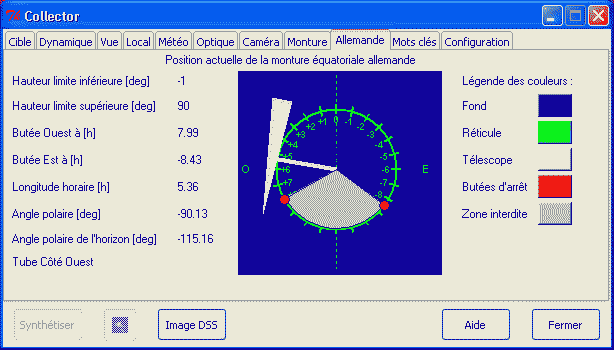 Collector
Cible Dynamique Vue Local Météo Optique Caméra Monture Allemande Mots clés Configuration
Position actuelle de la monture équatoriale allemande
Hauteur limite inférieure [deg] -1
Hauteur limite supérieure [deg] 90
Butée Ouest à [h] 7.99
Butée Est à [h] -8.43
Longitude horaire [h] 5.36
Angle polaire [deg] -90.13
Angle polaire de l'horizon [deg] -115.16
Tube Côté Ouest
+3 +2 +1 0 -1 -2 -3
+4 -4
+5 -5
O +6 -6 E
+7 -7
+8 -8
Légende des couleurs :
Fond
Réticule
Télescope
Butées d'arrêt
Zone interdite
Synthétiser Image DSS Aide Fermer